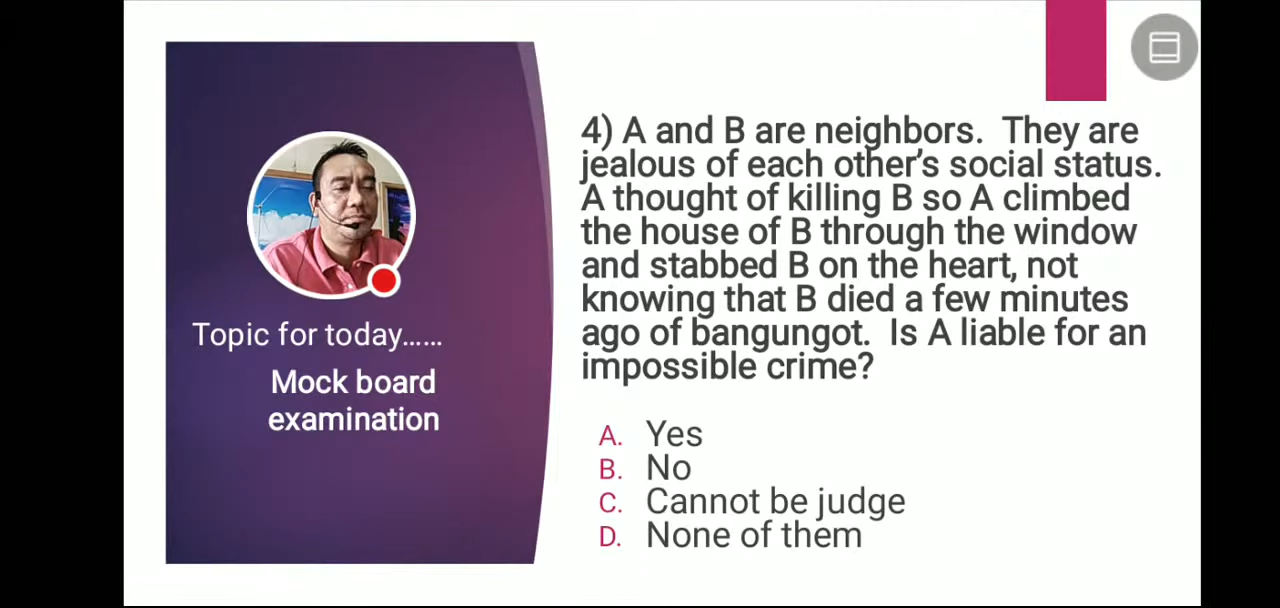 Topic for today......
Mock board
examination
4) A and B are neighbors. They are
jealous of each other's social status.
A thought of killing B so A climbed
the house of B through the window
and stabbed B on the heart, not
knowing that B died a few minutes
ago of bangungot. Is A liable for an
impossible crime?
A. Yes
B. No
C. Cannot be judge
D. None of them